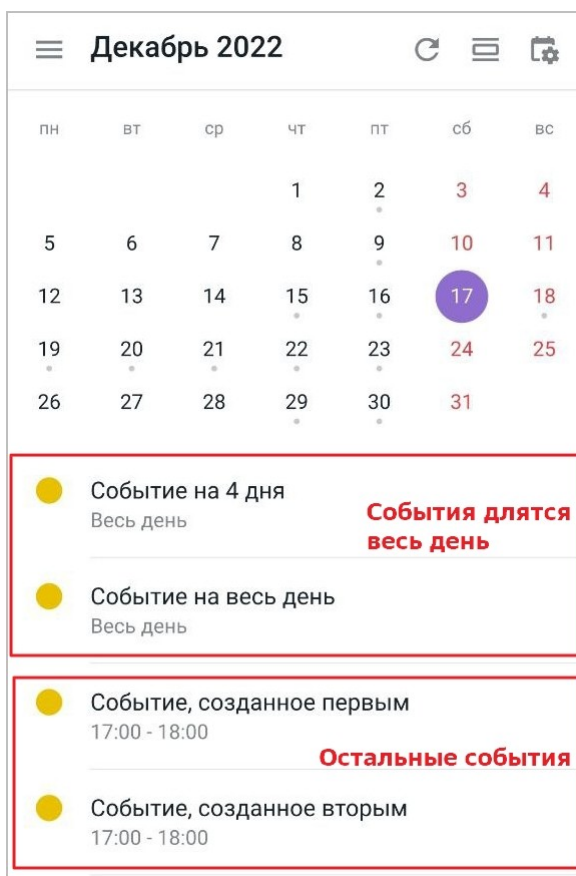 Декабрь 2022
пн вт ср чт пт сб вс
1 2 3 4
5 6 7 8 9 10 11
12 13 14 15 16 17 18
19 20 21 22 23 24 25
26 27 28 29 30 31
Событие на 4 дня
Весь день
События длятся
весь день
Событие на весь день
Весь день
Событие, созданное первым
17:00 - 18:00
Остальные события
Событие, созданное вторым
17:00 - 18:00